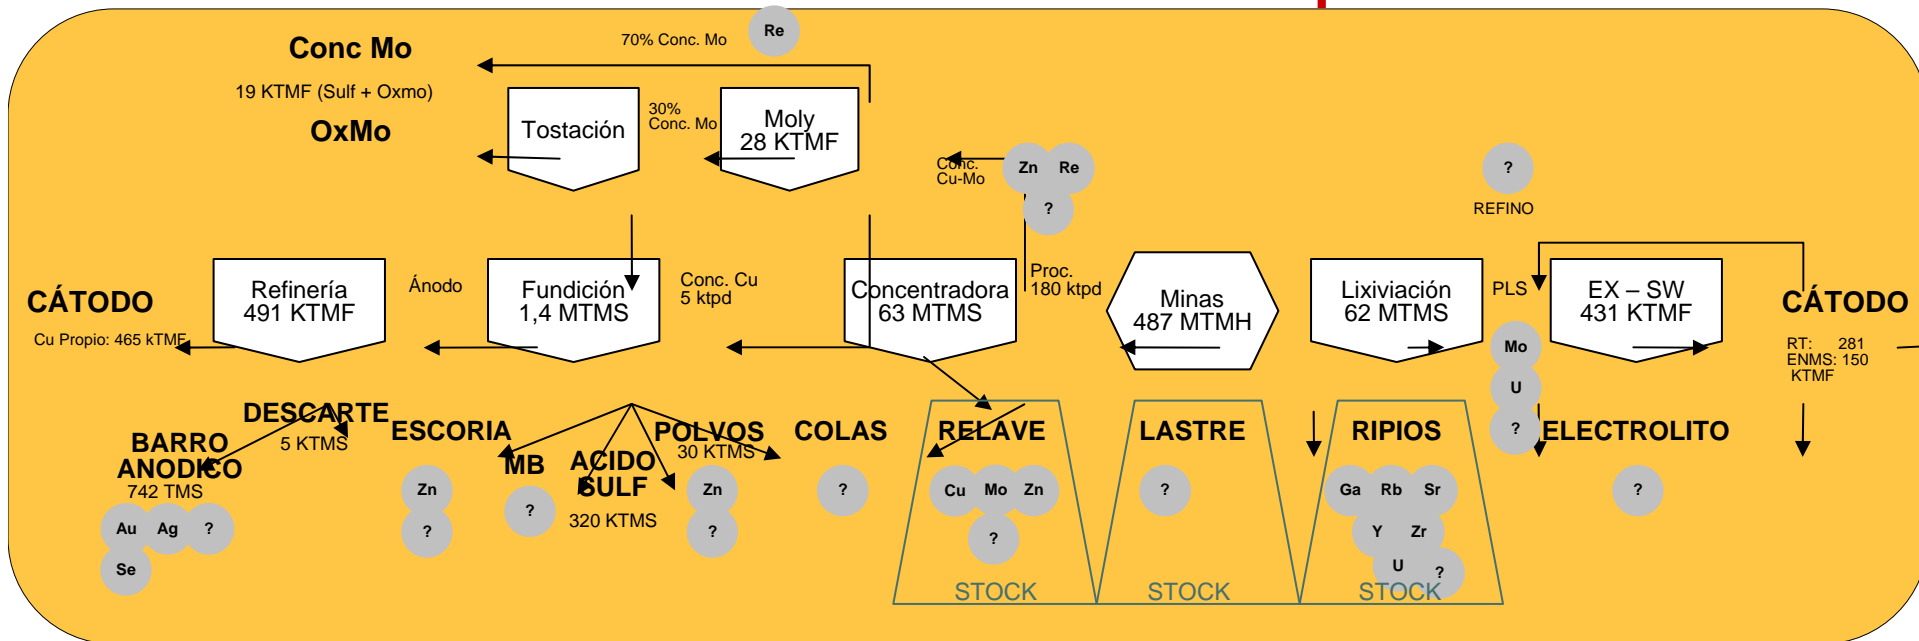 Conc Mo
19 KTMF (Sulf + Oxmo)
OxMo
70% Conc. Mo
Re
Tostación
30%
Conc. Mo
Moly
28 KTMF
Conc.
Cu-Mo
Zn
Re
?
?
REFINO
CÁTODO
Cu Propio: 465 kTMF
Refinería
491 KTMF
Ánodo
Fundición
1,4 MTMS
Conc. Cu
5 ktpd
Concentradora
63 MTMS
Proc.
180 ktpd
Minas
487 MTMH
Lixiviación
62 MTMS
PLS
EX – SW
431 KTMF
CÁTODO
RT: 281
ENMS: 150
KTMF
Mo
U
?
BARRO
ANODICO
742 TMS
Au
Ag
?
Se
DESCARTE
5 KTMS
ESCORIA
Zn
?
MB
?
ACIDO
SULF
320 KTMS
POLVOS
30 KTMS
Zn
?
COLAS
?
RELAVE
Cu
Mo
Zn
?
STOCK
LASTRE
?
STOCK
RIPIOS
Ga
Rb
Sr
Y
Zr
U
?
STOCK
ELECTROLITO
?